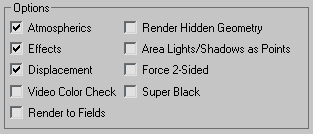 Options
Atmospherics
Render Hidden Geometry
Effects
Area Lights/Shadows as Points
Displacement
Force 2-Sided
Video Color Check
Super Black
Render to Fields